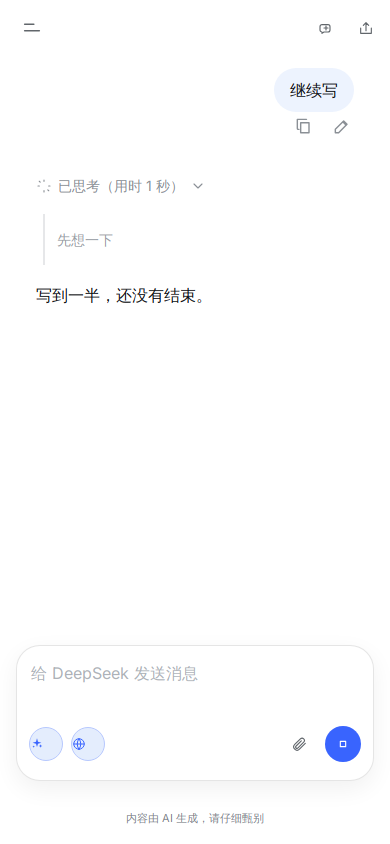 继续写
已思考（用时 1 秒）
先想一下
写到一半，还没有结束。
给 DeepSeek 发送消息
内容由 AI 生成，请仔细甄别